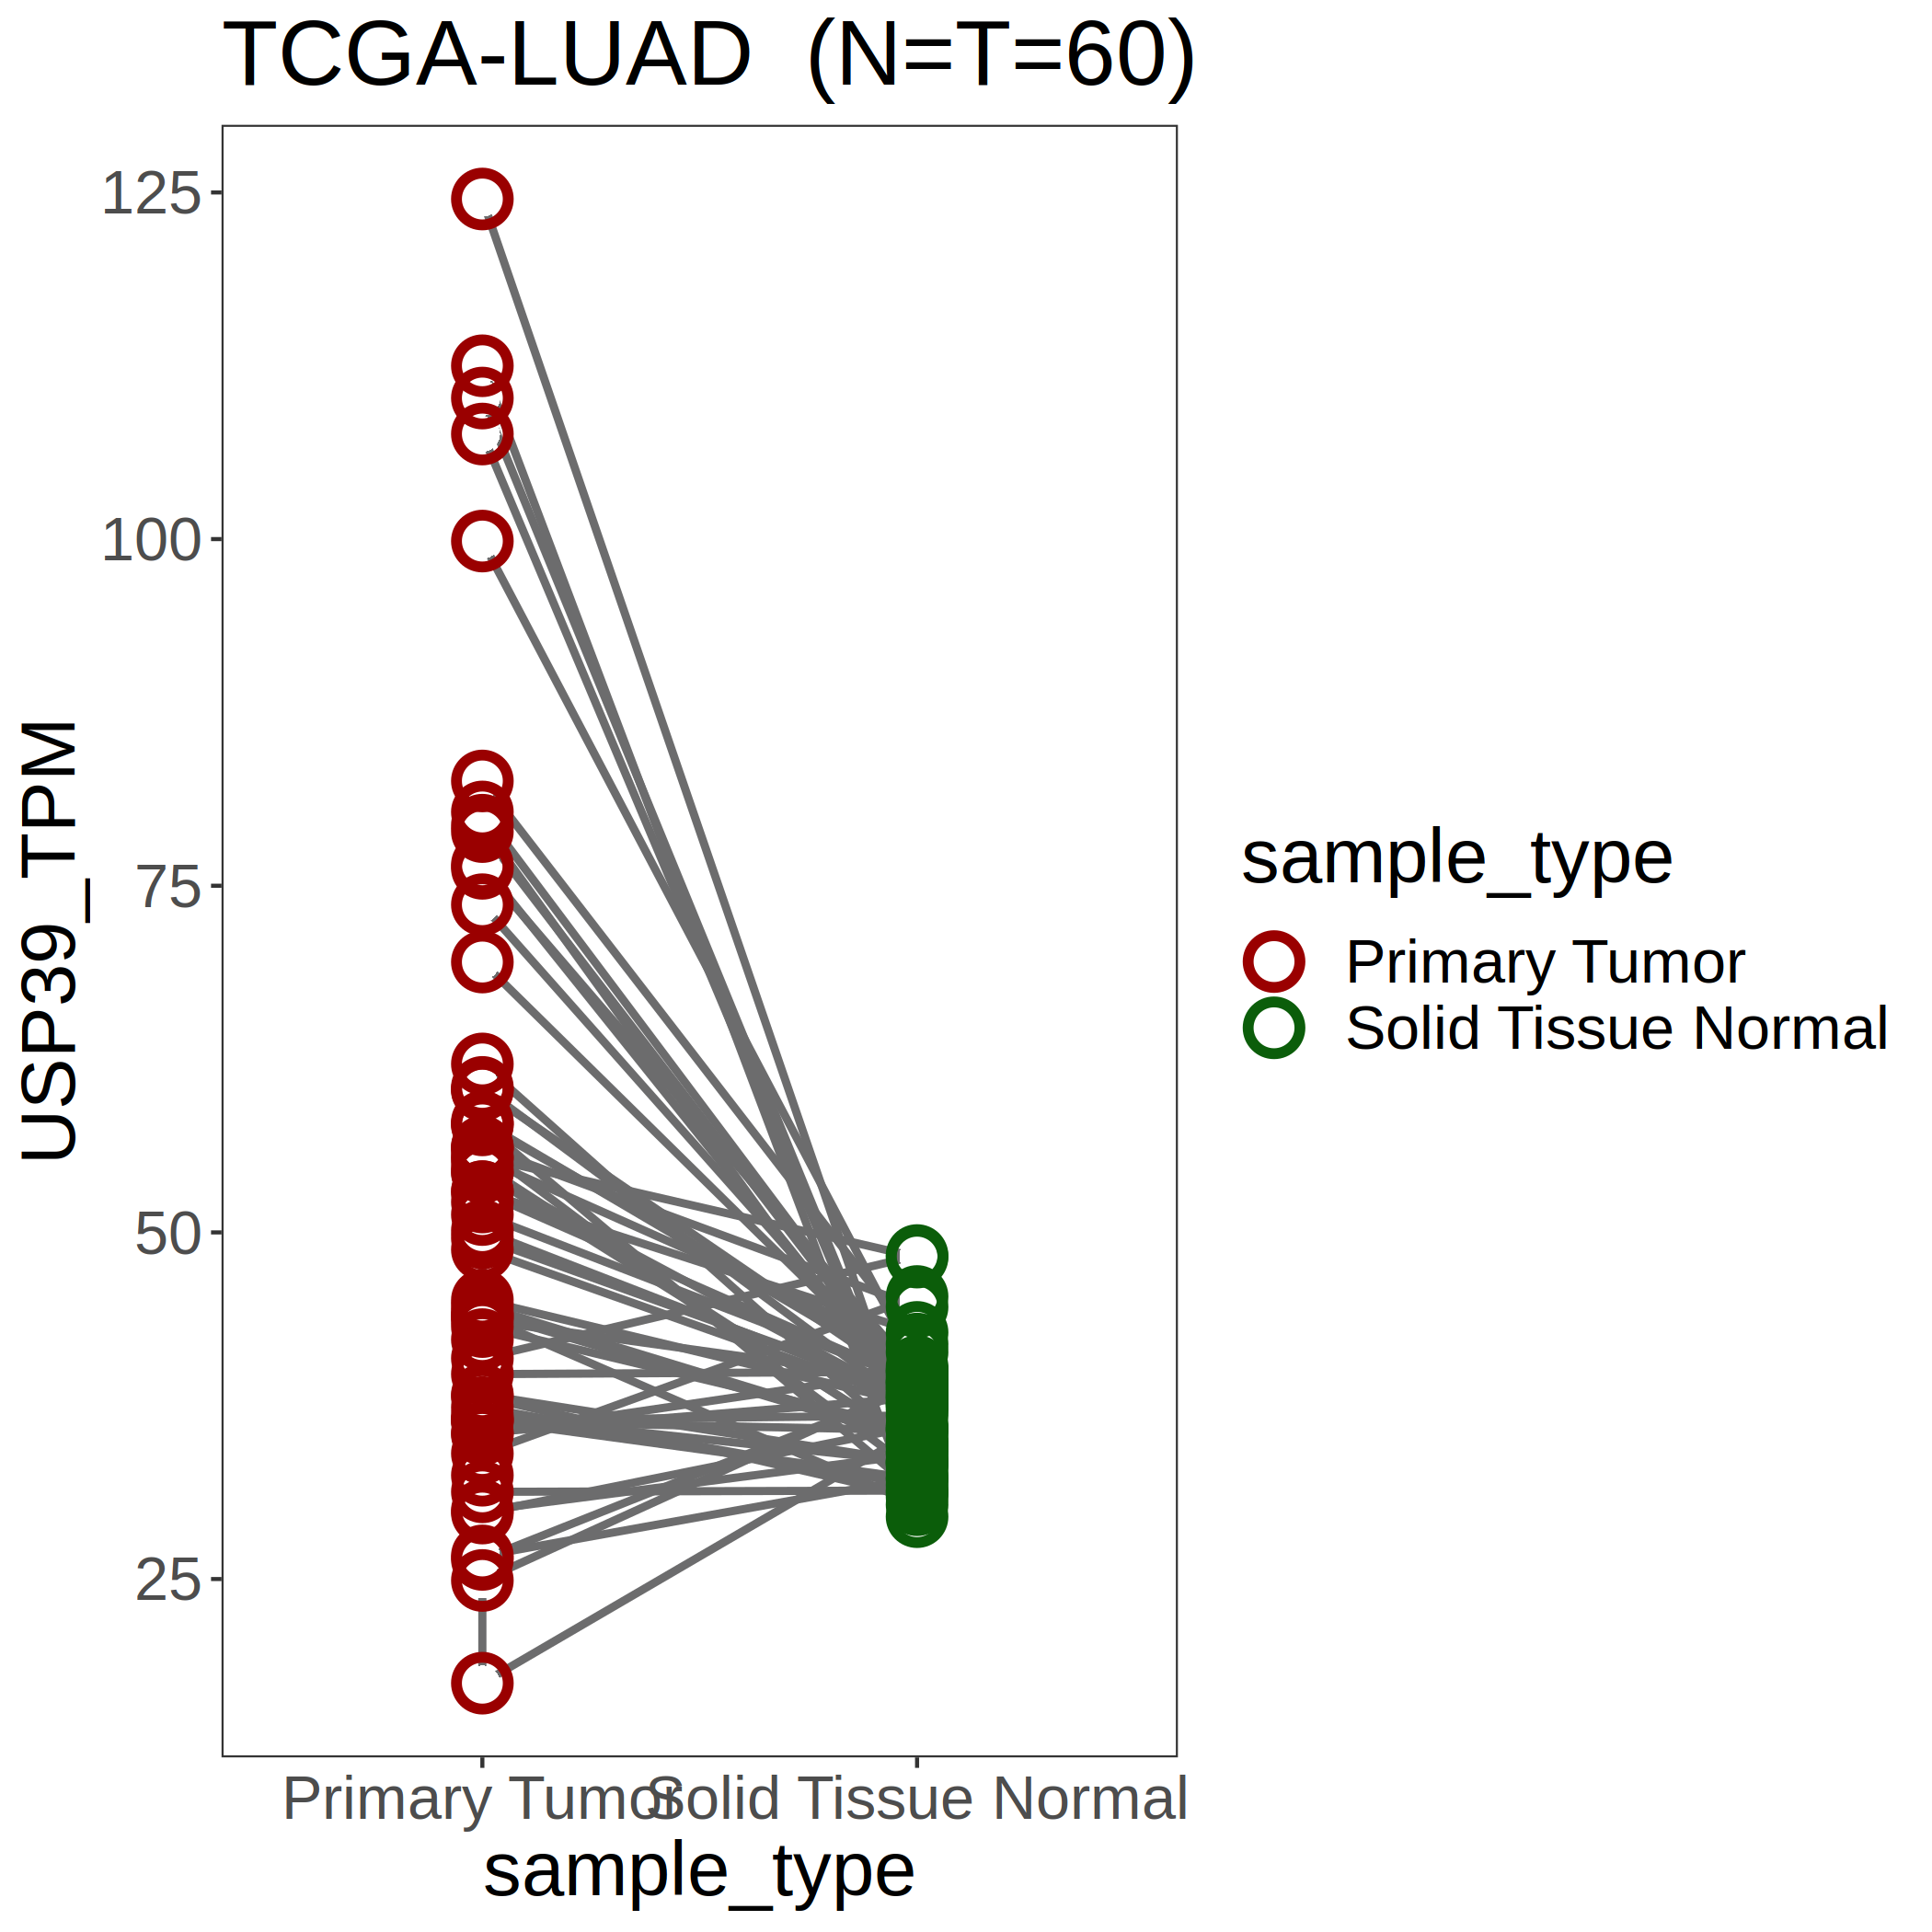 TCGA-LUAD  (N=T=60)
125
100
75
50
25
USP39_TPM
Primary Tumor
Solid Tissue Normal
sample_type
sample_type
Primary Tumor
Solid Tissue Normal